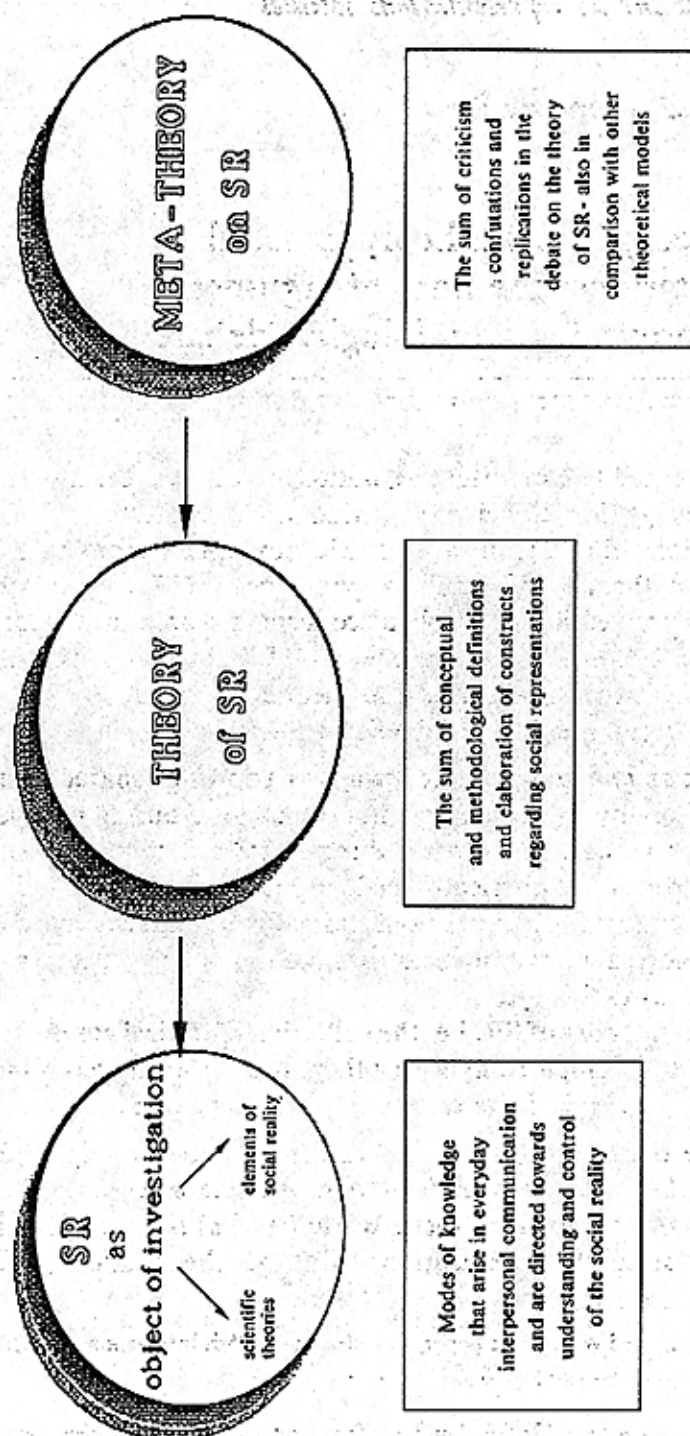 SR
as
object of investigation
scientific
theories
elements of
social reality
THEORY
of SR
META-THEORY
on SR
Modes of knowledge
that arise in everyday
interpersonal communication
and are directed towards
understanding and control
of the social reality
The sum of conceptual
and methodological definitions
and elaboration of constructs
regarding social representations
The sum of criticism
confutations and
replications in the
debate on the theory
of SR - also in
comparison with other
theoretical models